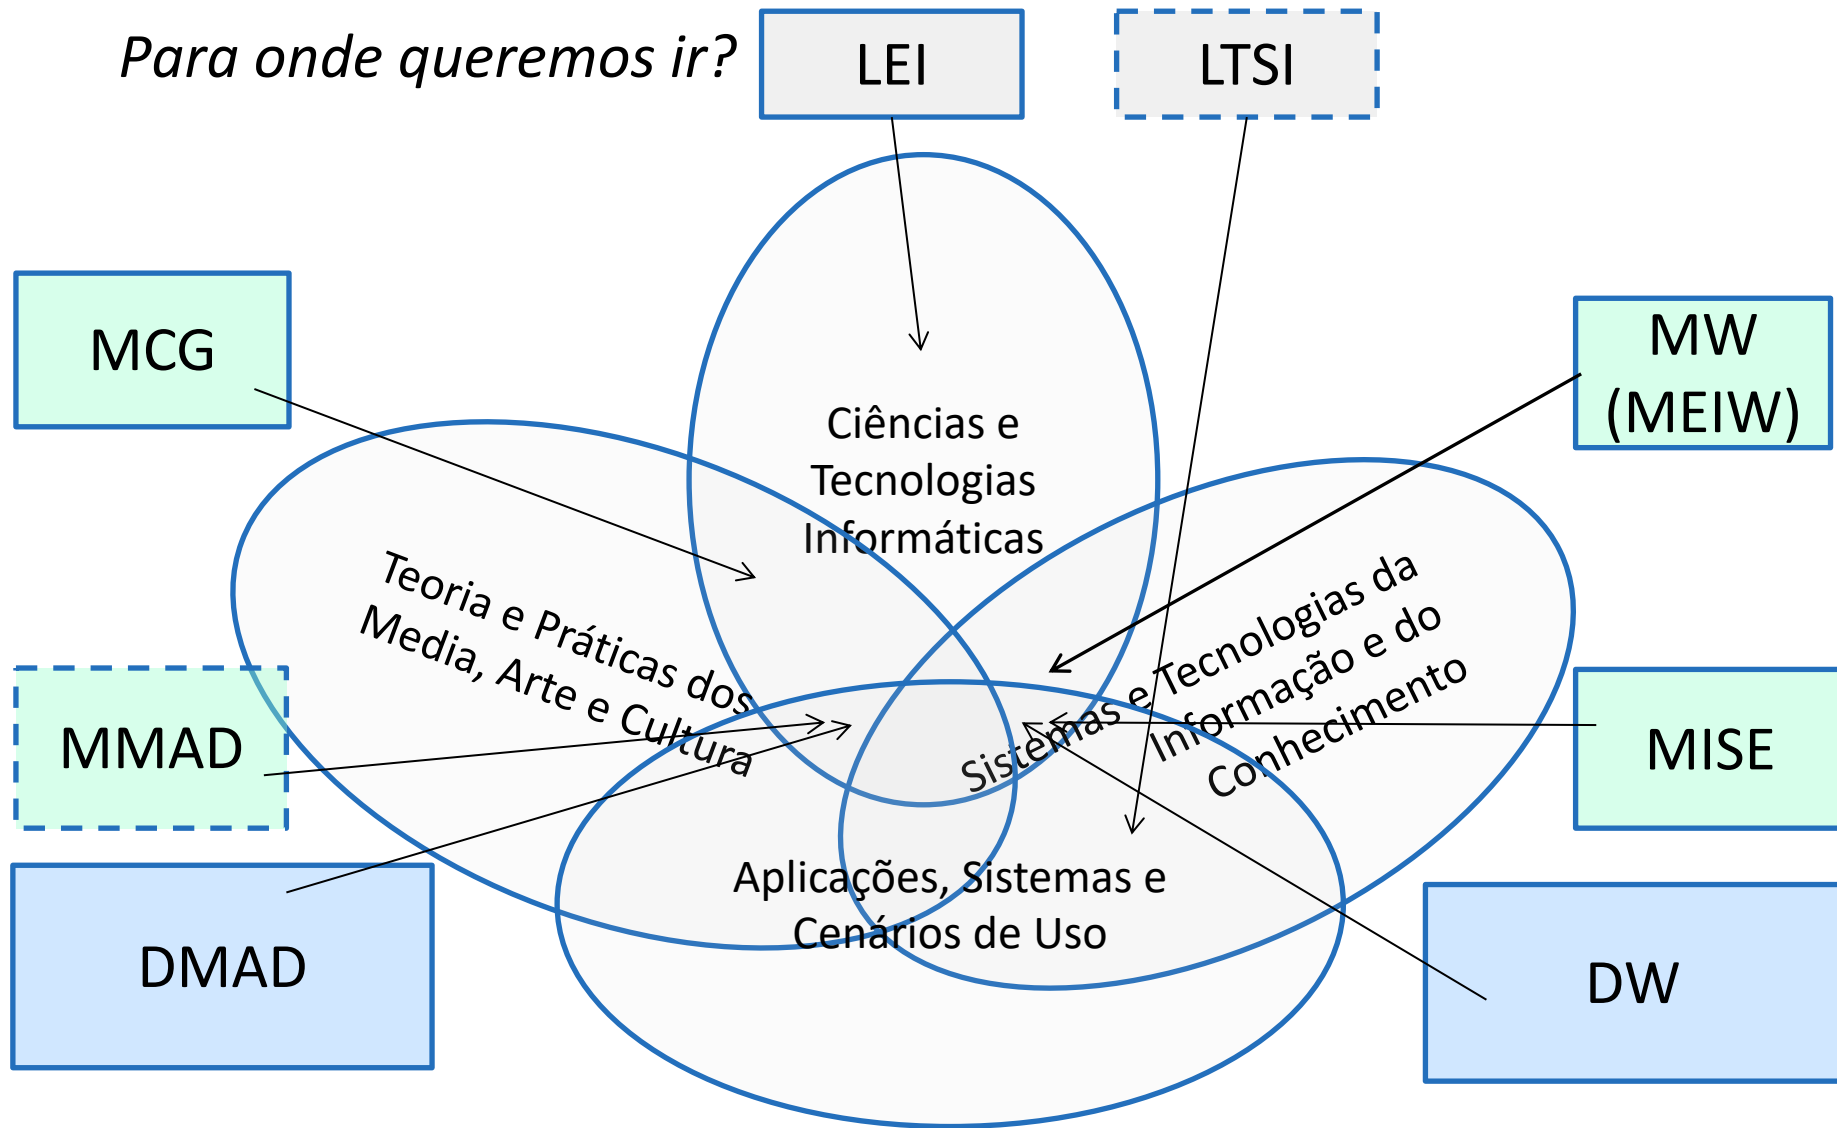 Para onde queremos ir?
LEI
LTSI
MCG
MW
(MEIW)
Ciências e
Tecnologias
Informáticas
Teoria e Práticas dos
Media, Arte e Cultura
Sistemas e Tecnologias da
Informação e do
Conhecimento
MMAD
MISE
Aplicações, Sistemas e
Cenários de Uso
DMAD
DW